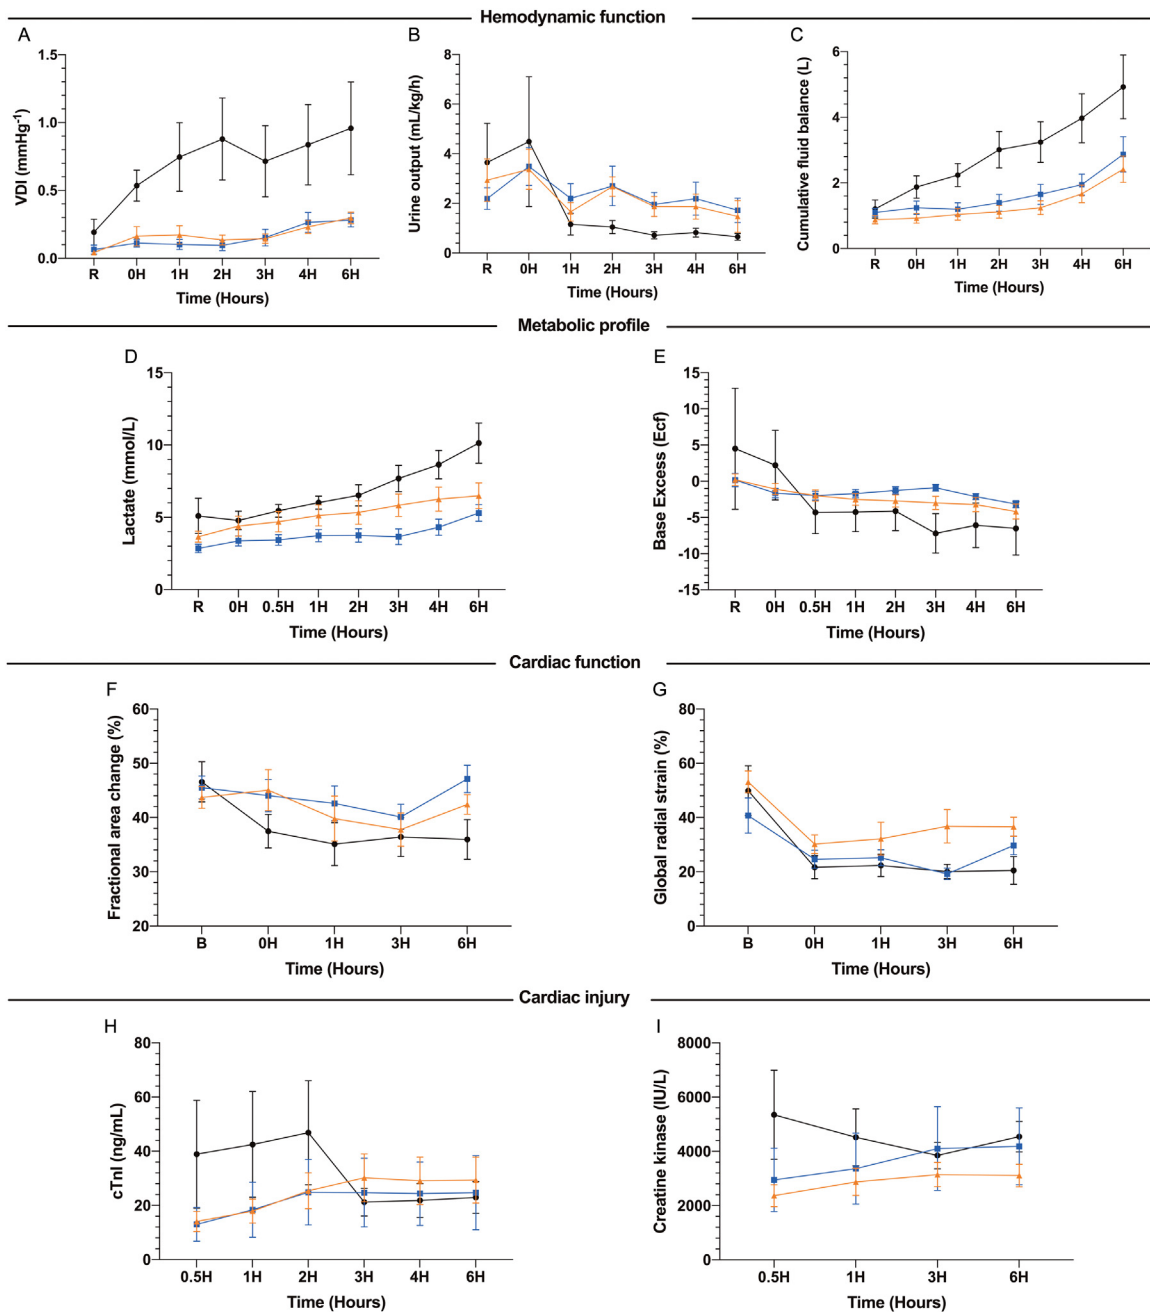 Hemodynamic function
A
1.5
1.0
0.5
0.0
VDI (mmHg-1)
R 0H 1H 2H 3H 4H 6H
Time (Hours)
B
8
6
4
2
0
Urine output (mL/kg/h)
R 0H 1H 2H 3H 4H 6H
Time (Hours)
C
6
4
2
0
Cumulative fluid balance (L)
R 0H 1H 2H 3H 4H 6H
Time (Hours)
Metabolic profile
D
15
10
5
0
Lactate (mmol/L)
R 0H 0.5H 1H 2H 3H 4H 6H
Time (Hours)
E
15
10
5
0
-5
-10
-15
Base Excess (Ecf)
R 0H 0.5H 1H 2H 3H 4H 6H
Time (Hours)
Cardiac function
F
60
50
40
30
20
Fractional area change (%)
B 0H 1H 3H 6H
Time (Hours)
G
80
60
40
20
0
Global radial strain (%)
B 0H 1H 3H 6H
Time (Hours)
Cardiac injury
H
80
60
40
20
0
cTnI (ng/mL)
0.5H 1H 2H 3H 4H 6H
Time (Hours)
I
8000
6000
4000
2000
0
Creatine kinase (IU/L)
0.5H 1H 3H 6H
Time (Hours)